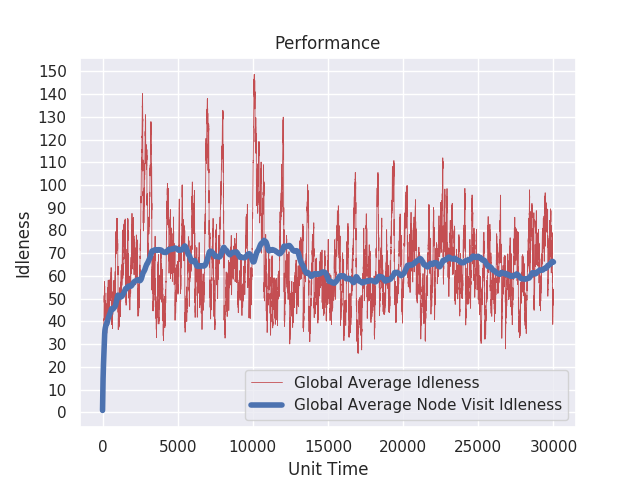 Performance
150
140
130
120
110
100
90
80
70
60
50
40
30
20
10
0
Idleness
Global Average Idleness
Global Average Node Visit Idleness
0 5000 10000 15000 20000 25000 30000
Unit Time